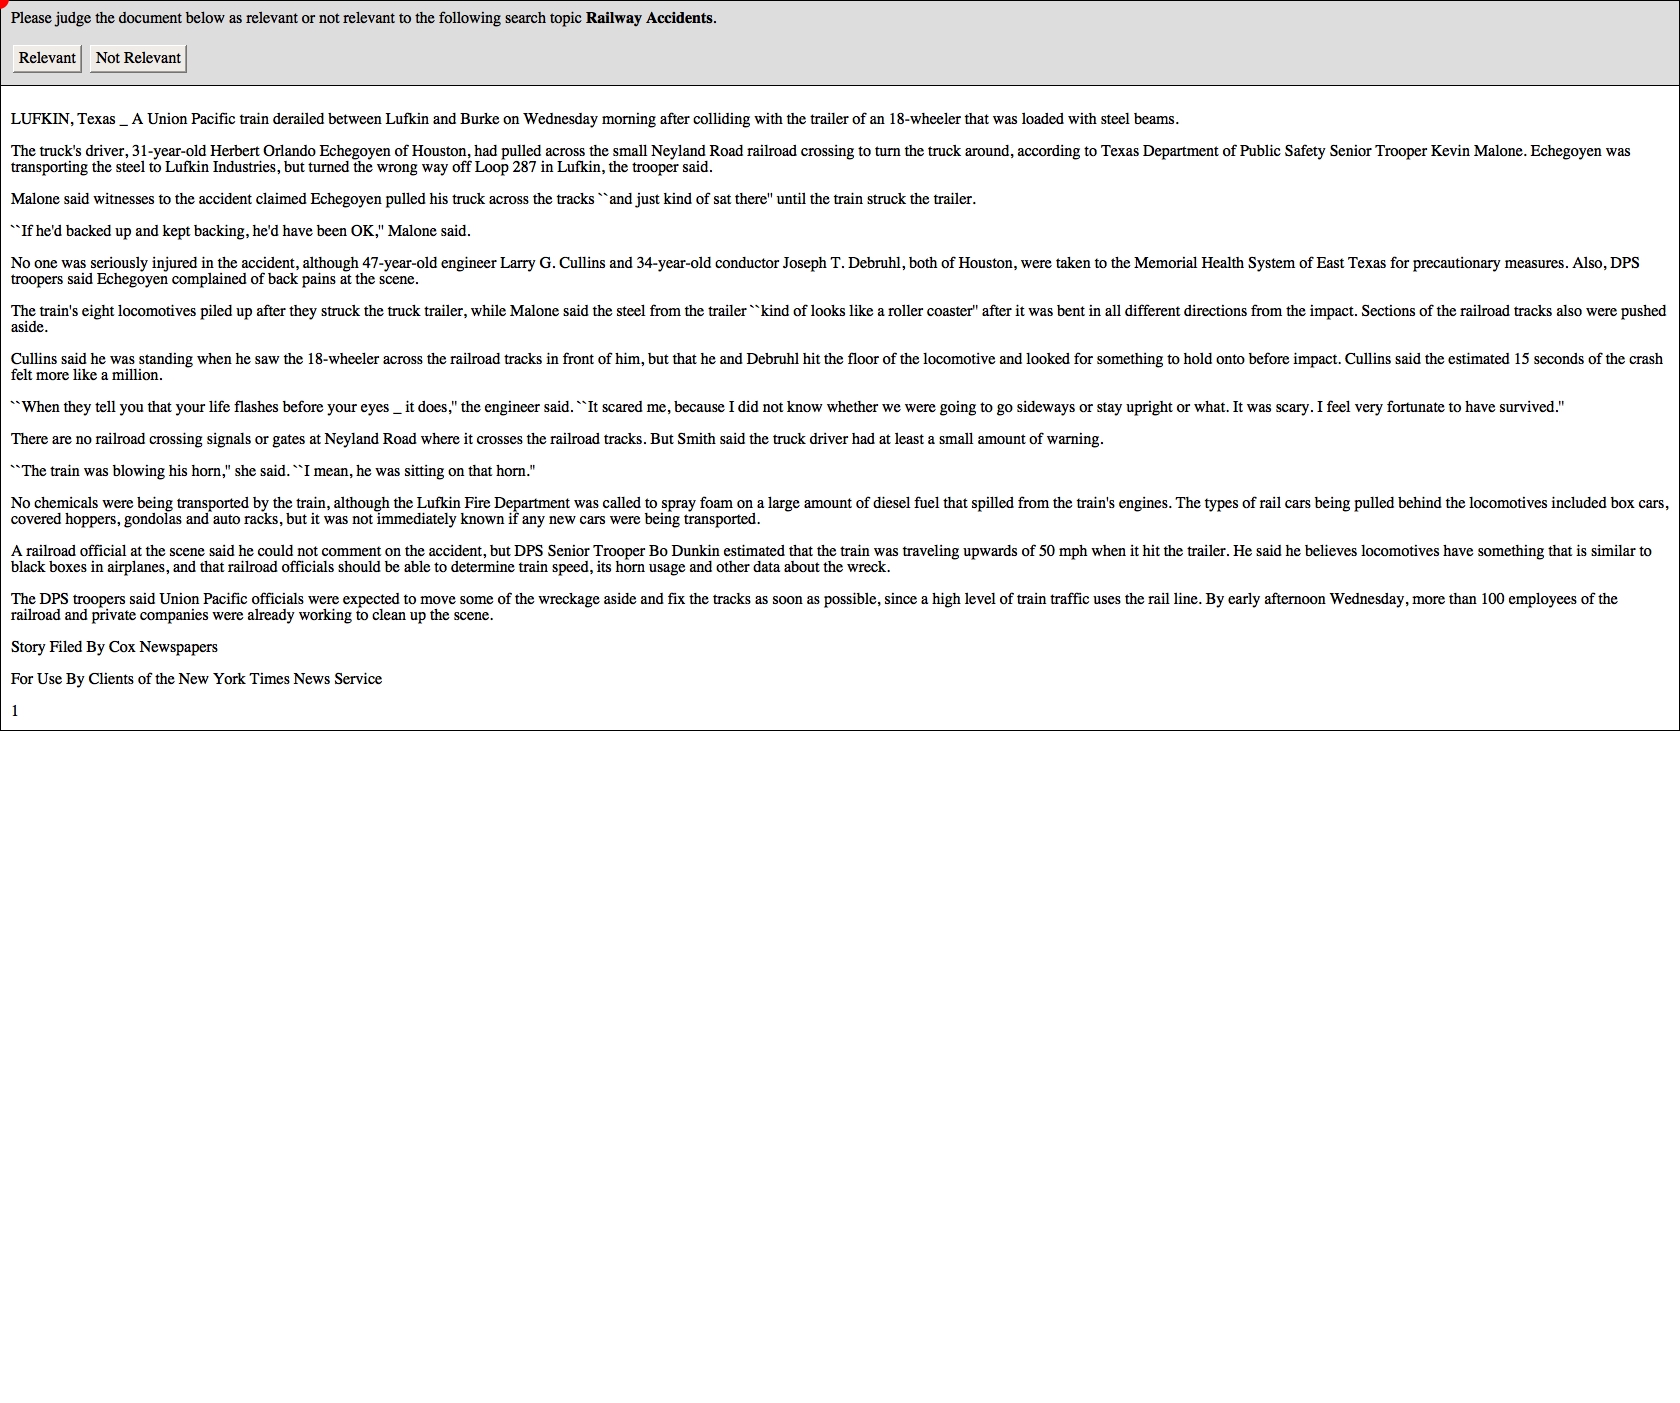 Please judge the document below as relevant or not relevant to the following search topic Railway Accidents.
Relevant Not Relevant
LUFKIN, Texas _ A Union Pacific train derailed between Lufkin and Burke on Wednesday morning after colliding with the trailer of an 18-wheeler that was loaded with steel beams.
The truck's driver, 31-year-old Herbert Orlando Echegoyen of Houston, had pulled across the small Neyland Road railroad crossing to turn the truck around, according to Texas Department of Public Safety Senior Trooper Kevin Malone. Echegoyen was
transporting the steel to Lufkin Industries, but turned the wrong way off Loop 287 in Lufkin, the trooper said.
Malone said witnesses to the accident claimed Echegoyen pulled his truck across the tracks ``and just kind of sat there'' until the train struck the trailer.
``If he'd backed up and kept backing, he'd have been OK,'' Malone said.
No one was seriously injured in the accident, although 47-year-old engineer Larry G. Cullins and 34-year-old conductor Joseph T. Debruhl, both of Houston, were taken to the Memorial Health System of East Texas for precautionary measures. Also, DPS
troopers said Echegoyen complained of back pains at the scene.
The train's eight locomotives piled up after they struck the truck trailer, while Malone said the steel from the trailer ``kind of looks like a roller coaster'' after it was bent in all different directions from the impact. Sections of the railroad tracks also were pushed
aside.
Cullins said he was standing when he saw the 18-wheeler across the railroad tracks in front of him, but that he and Debruhl hit the floor of the locomotive and looked for something to hold onto before impact. Cullins said the estimated 15 seconds of the crash
felt more like a million.
``When they tell you that your life flashes before your eyes _ it does,'' the engineer said. ``It scared me, because I did not know whether we were going to go sideways or stay upright or what. It was scary. I feel very fortunate to have survived.''
There are no railroad crossing signals or gates at Neyland Road where it crosses the railroad tracks. But Smith said the truck driver had at least a small amount of warning.
``The train was blowing his horn,'' she said. ``I mean, he was sitting on that horn.''
No chemicals were being transported by the train, although the Lufkin Fire Department was called to spray foam on a large amount of diesel fuel that spilled from the train's engines. The types of rail cars being pulled behind the locomotives included box cars,
covered hoppers, gondolas and auto racks, but it was not immediately known if any new cars were being transported.
A railroad official at the scene said he could not comment on the accident, but DPS Senior Trooper Bo Dunkin estimated that the train was traveling upwards of 50 mph when it hit the trailer. He said he believes locomotives have something that is similar to
black boxes in airplanes, and that railroad officials should be able to determine train speed, its horn usage and other data about the wreck.
The DPS troopers said Union Pacific officials were expected to move some of the wreckage aside and fix the tracks as soon as possible, since a high level of train traffic uses the rail line. By early afternoon Wednesday, more than 100 employees of the
railroad and private companies were already working to clean up the scene.
Story Filed By Cox Newspapers
For Use By Clients of the New York Times News Service
1